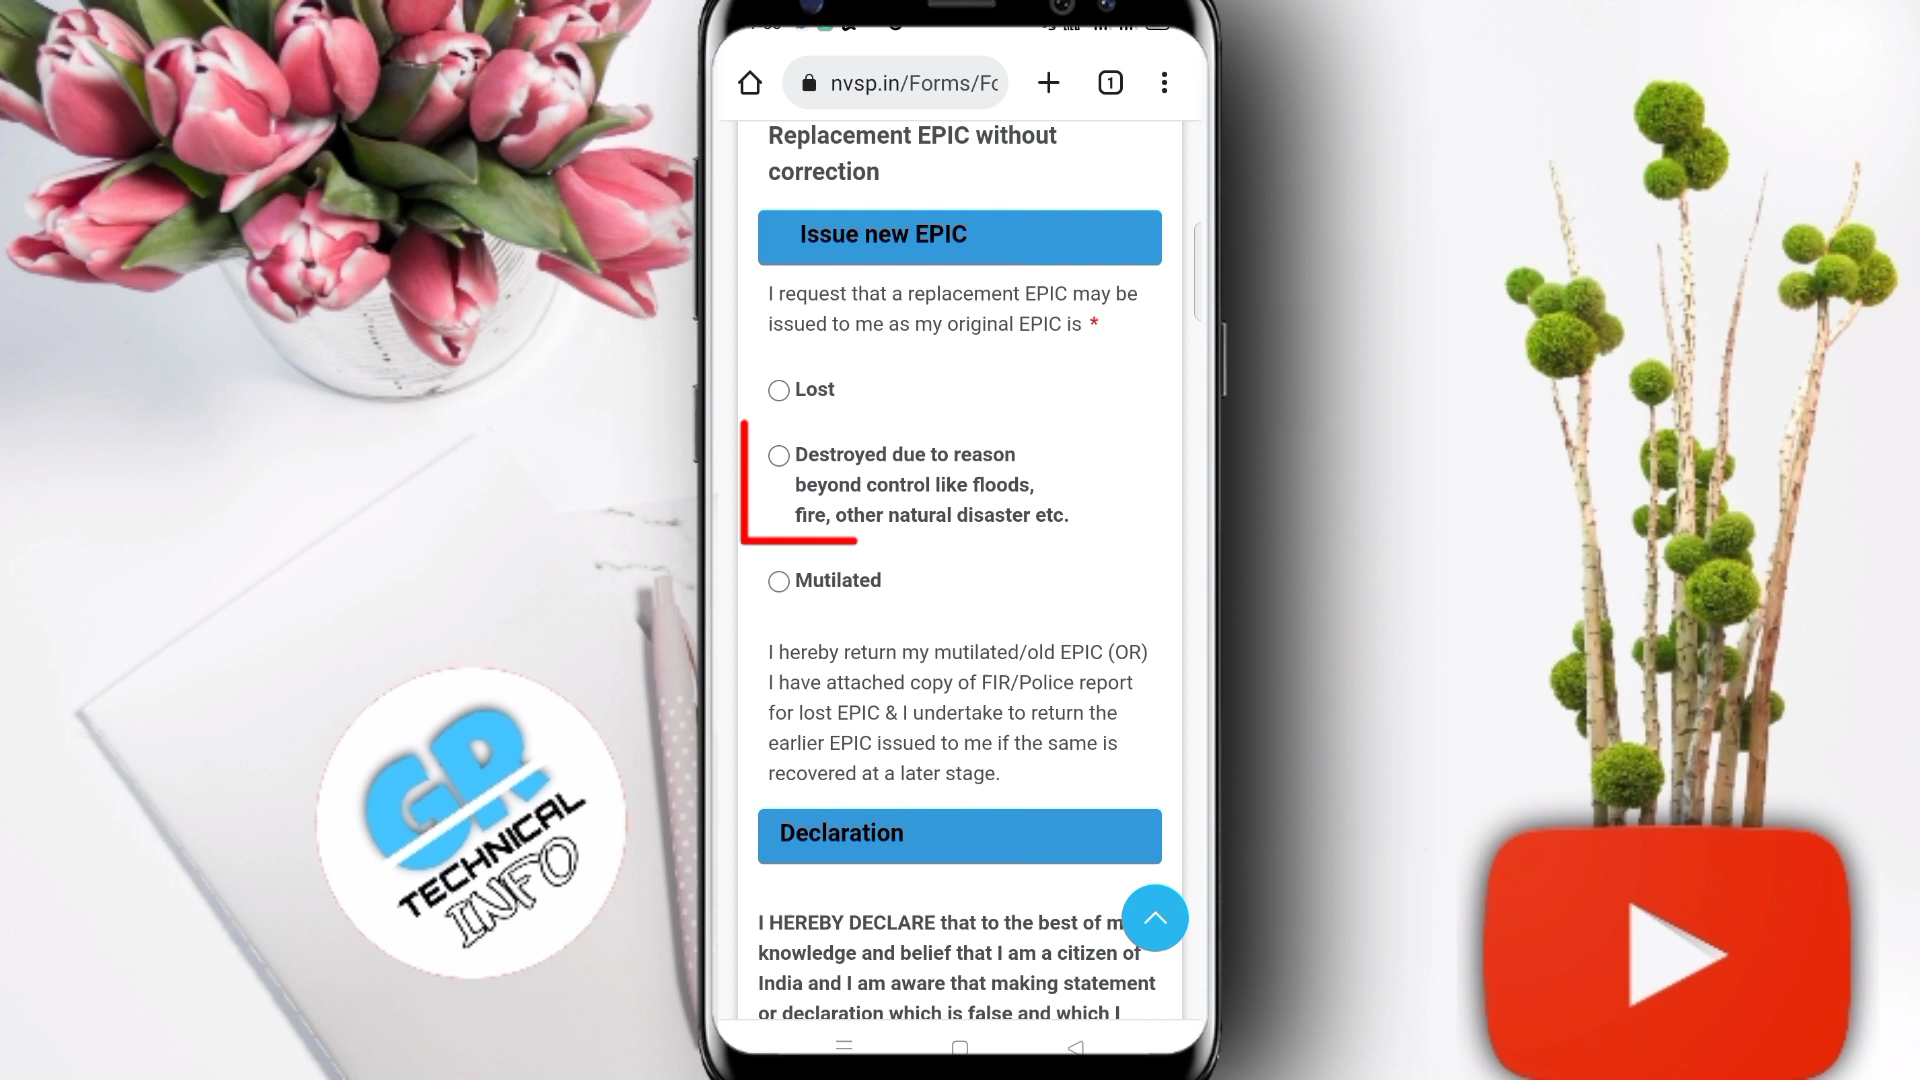 nvsp.in/Forms/Fo
1
Replacement EPIC without
correction
Issue new EPIC
I request that a replacement EPIC may be
issued to me as my original EPIC is *
Lost
Destroyed due to reason
beyond control like floods,
fire, other natural disaster etc.
Mutilated
I hereby return my mutilated/old EPIC (OR)
I have attached copy of FIR/Police report
for lost EPIC & I undertake to return the
earlier EPIC issued to me if the same is
recovered at a later stage.
Declaration
I HEREBY DECLARE that to the best of m
knowledge and belief that I am a citizen of
India and I am aware that making statement
or declaration which is false and which I
GR
TECHNICAL
INFO